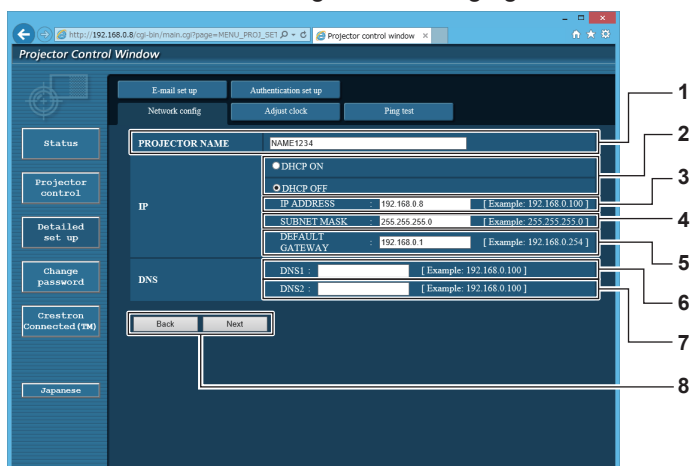 http://192.168.0.8/cgi-bin/main.cgi?page=MENU_PROJ_SET
Projector control window
Projector Control Window
E-mail set up
Authentication set up
Network config
Adjust clock
Ping test
Status
Projector control
Detailed set up
Change password
Crestron Connected(TM)
Japanese
PROJECTOR NAME NAME1234
IP
DHCP ON
DHCP OFF
IP ADDRESS : 192.168.0.8 [ Example: 192.168.0.100 ]
SUBNET MASK : 255.255.255.0 [ Example: 255.255.255.0 ]
DEFAULT GATEWAY : 192.168.0.1 [ Example: 192.168.0.254 ]
DNS
DNS1 : [ Example: 192.168.0.100 ]
DNS2 : [ Example: 192.168.0.100 ]
Back Next
1
2
3
4
5
6
7
8